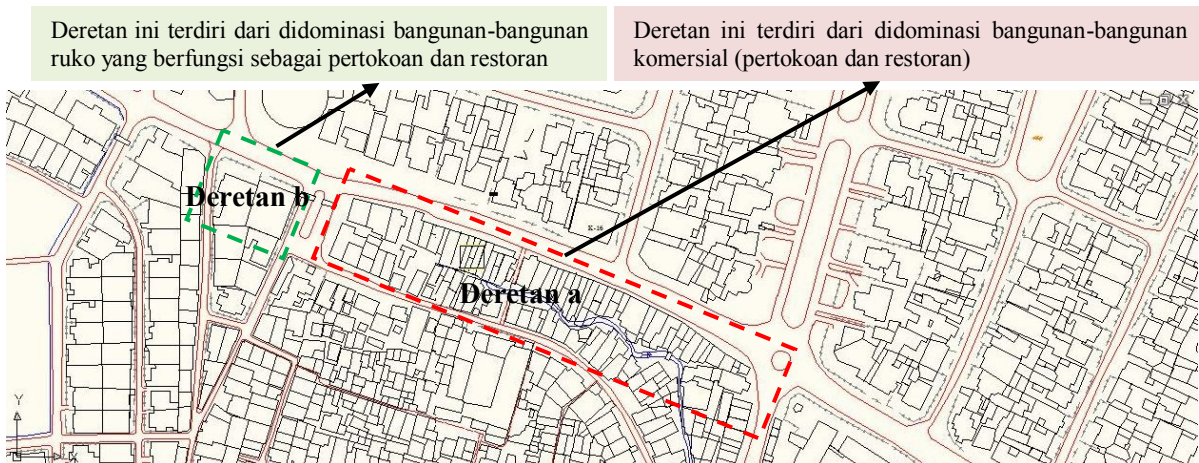 Deretan ini terdiri dari didominasi bangunan-bangunan
ruko yang berfungsi sebagai pertokoan dan restoran
Deretan ini terdiri dari didominasi bangunan-bangunan
komersial (pertokoan dan restoran)
Deretan b
Deretan a
Y
X